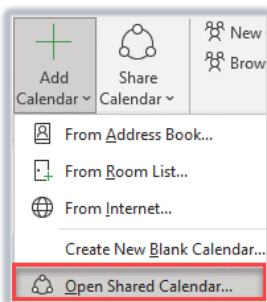 Add
Calendar
Share
Calendar
New
Brow
From Address Book...
From Room List...
From Internet...
Create New Blank Calendar...
Open Shared Calendar...